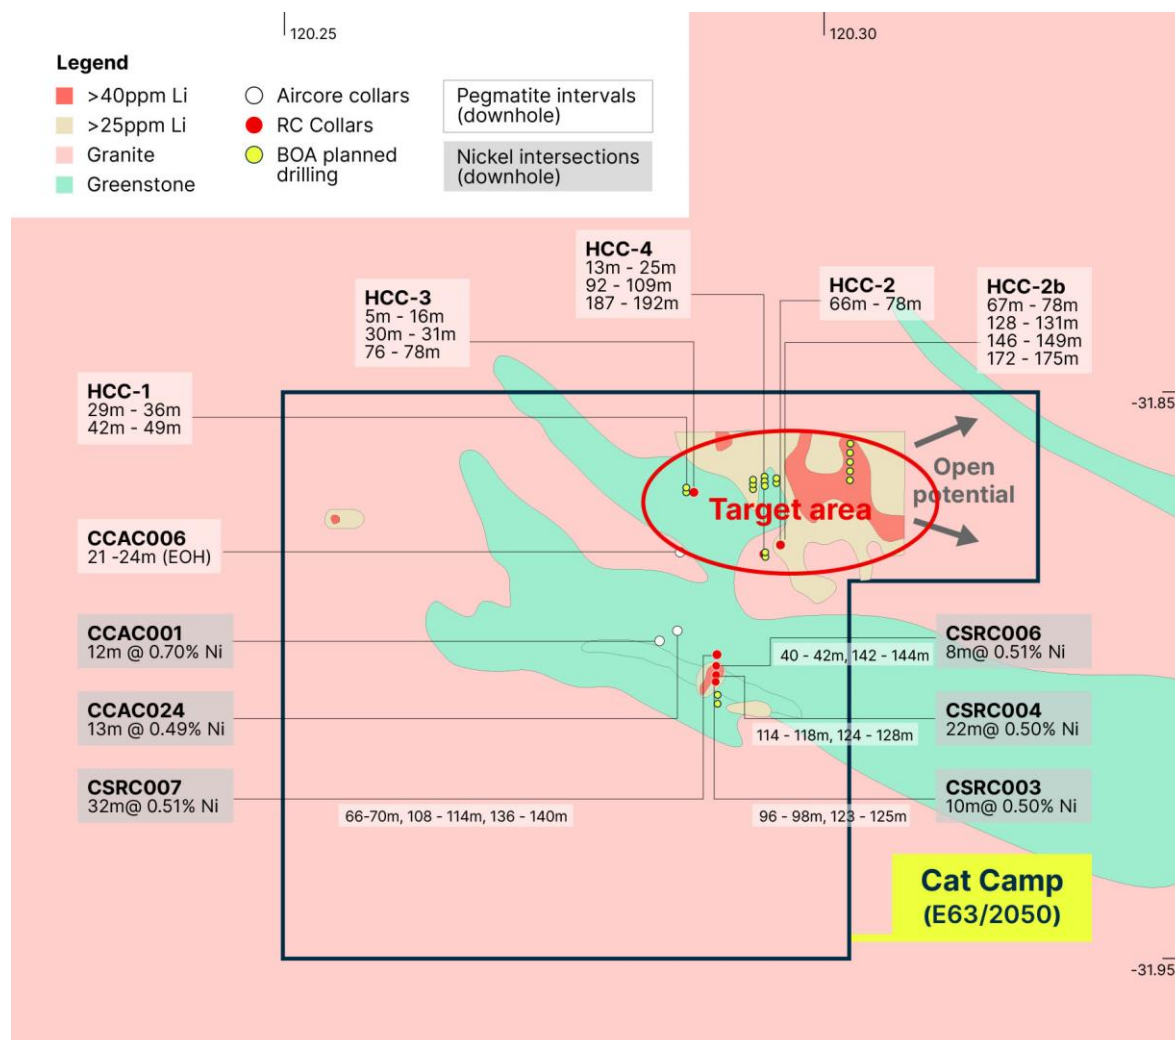 120.25
120.30
Legend
>40ppm Li
>25ppm Li
Granite
Greenstone
Aircore collars
RC Collars
BOA planned
drilling
Pegmatite intervals
(downhole)
Nickel intersections
(downhole)
HCC-4
13m - 25m
92 - 109m
187 - 192m
HCC-3
5m - 16m
30m - 31m
76 - 78m
HCC-2
66m - 78m
HCC-2b
67m - 78m
128 - 131m
146 - 149m
172 - 175m
HCC-1
29m - 36m
42m - 49m
-31.85
Open
potential
Target area
CCAC006
21 -24m (EOH)
CCAC001
12m @ 0.70% Ni
CSRC006
8m@ 0.51% Ni
40 - 42m, 142 - 144m
CCAC024
13m @ 0.49% Ni
CSRC004
22m@ 0.50% Ni
114 - 118m, 124 - 128m
CSRC007
32m@ 0.51% Ni
CSRC003
10m@ 0.50% Ni
66-70m, 108 - 114m, 136 - 140m
96 - 98m, 123 - 125m
Cat Camp
(E63/2050)
-31.95